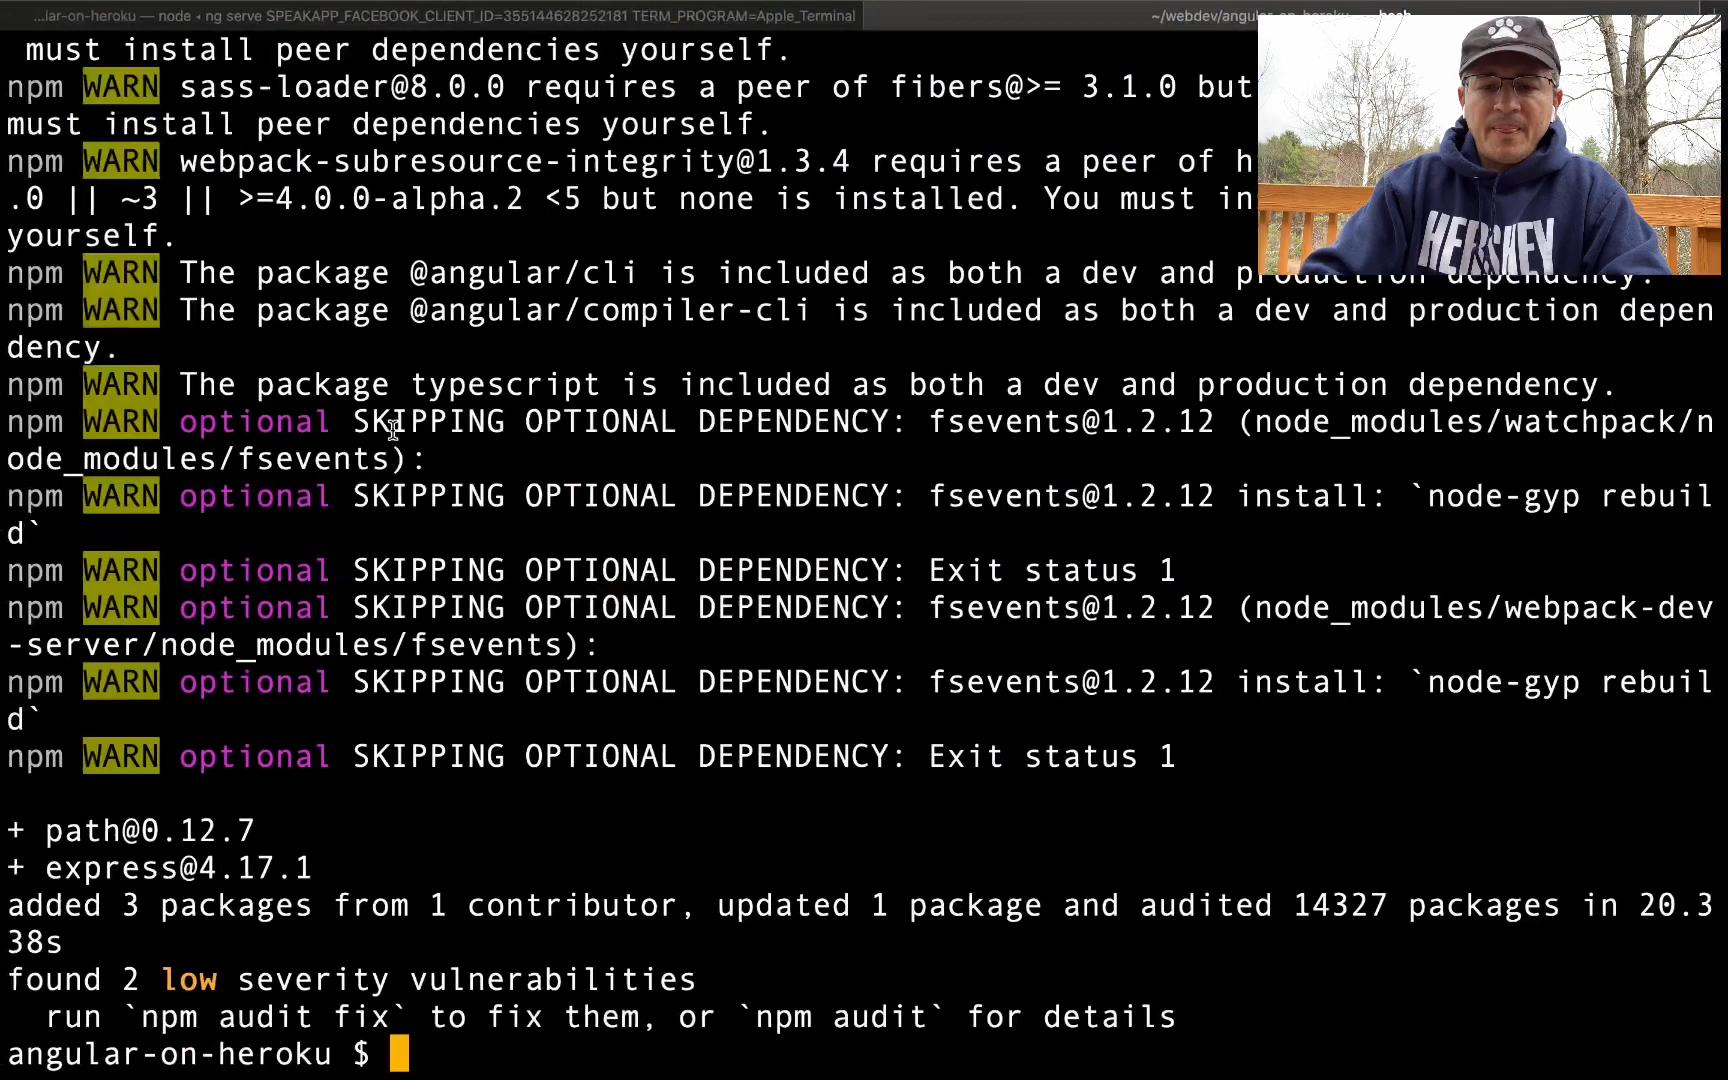 ...lar-on-heroku — node ◂ ng serve SPEAKAPP_FACEBOOK_CLIENT_ID=355144628252181 TERM_PROGRAM=Apple_Terminal
~/webdev/angular-on-heroku — bash
must install peer dependencies yourself.
npm WARN sass-loader@8.0.0 requires a peer of fibers@>= 3.1.0 but
must install peer dependencies yourself.
npm WARN webpack-subresource-integrity@1.3.4 requires a peer of h
.0 || ~3 || >=4.0.0-alpha.2 <5 but none is installed. You must in
yourself.
npm WARN The package @angular/cli is included as both a dev and production dependency.
npm WARN The package @angular/compiler-cli is included as both a dev and production depen
dency.
npm WARN The package typescript is included as both a dev and production dependency.
npm WARN optional SKIPPING OPTIONAL DEPENDENCY: fsevents@1.2.12 (node_modules/watchpack/n
ode_modules/fsevents):
npm WARN optional SKIPPING OPTIONAL DEPENDENCY: fsevents@1.2.12 install: `node-gyp rebuil
d`
npm WARN optional SKIPPING OPTIONAL DEPENDENCY: Exit status 1
npm WARN optional SKIPPING OPTIONAL DEPENDENCY: fsevents@1.2.12 (node_modules/webpack-dev
-server/node_modules/fsevents):
npm WARN optional SKIPPING OPTIONAL DEPENDENCY: fsevents@1.2.12 install: `node-gyp rebuil
d`
npm WARN optional SKIPPING OPTIONAL DEPENDENCY: Exit status 1
+ path@0.12.7
+ express@4.17.1
added 3 packages from 1 contributor, updated 1 package and audited 14327 packages in 20.3
38s
found 2 low severity vulnerabilities
run `npm audit fix` to fix them, or `npm audit` for details
angular-on-heroku $
HERSHEY